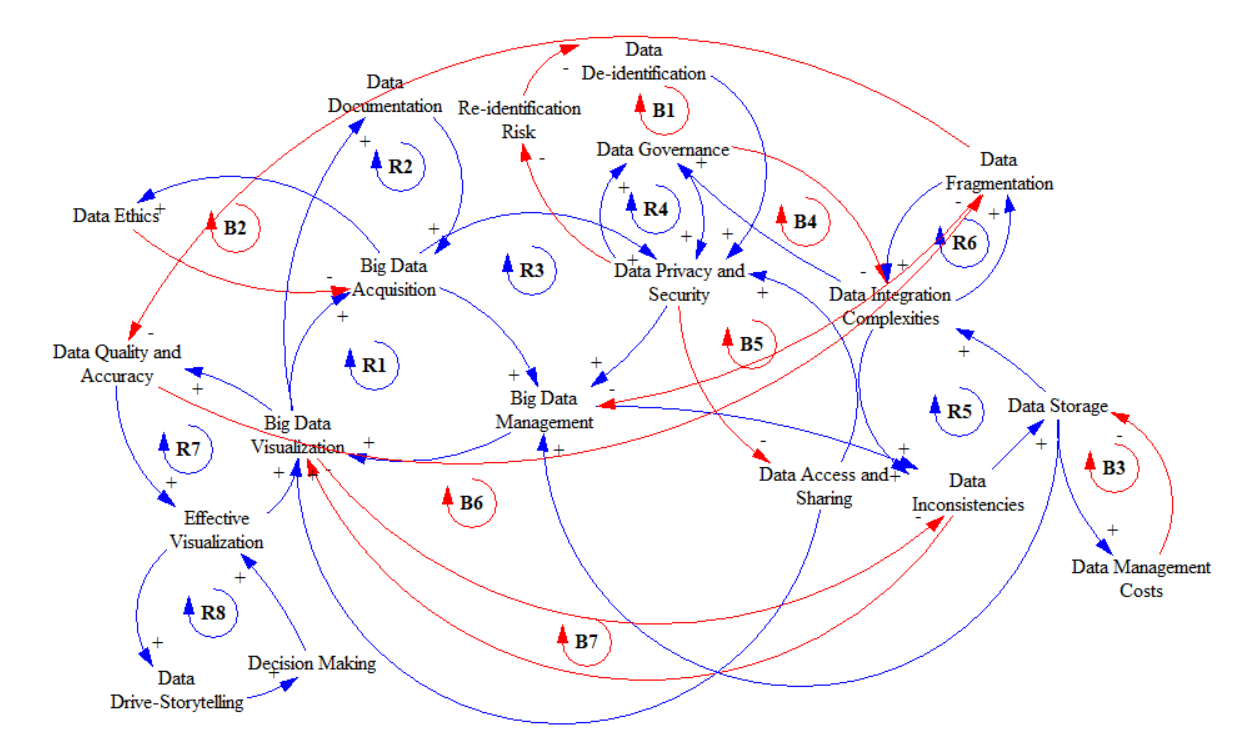 Data
De-identification
Data
Documentation
Re-identification
Risk
B1
Data Governance
R2
Data
Fragmentation
Data Ethics
B2
R4
B4
R6
R3
Big Data
Acquisition
Data Privacy and
Security
Data Integration
Complexities
Data Quality and
Accuracy
R1
B5
Big Data
Management
Data Storage
R5
Big Data
Visualization
R7
B3
Data Access and
Sharing
Data
Inconsistencies
B6
Effective
Visualization
Data Management
Costs
R8
B7
Decision Making
Data
Drive-Storytelling